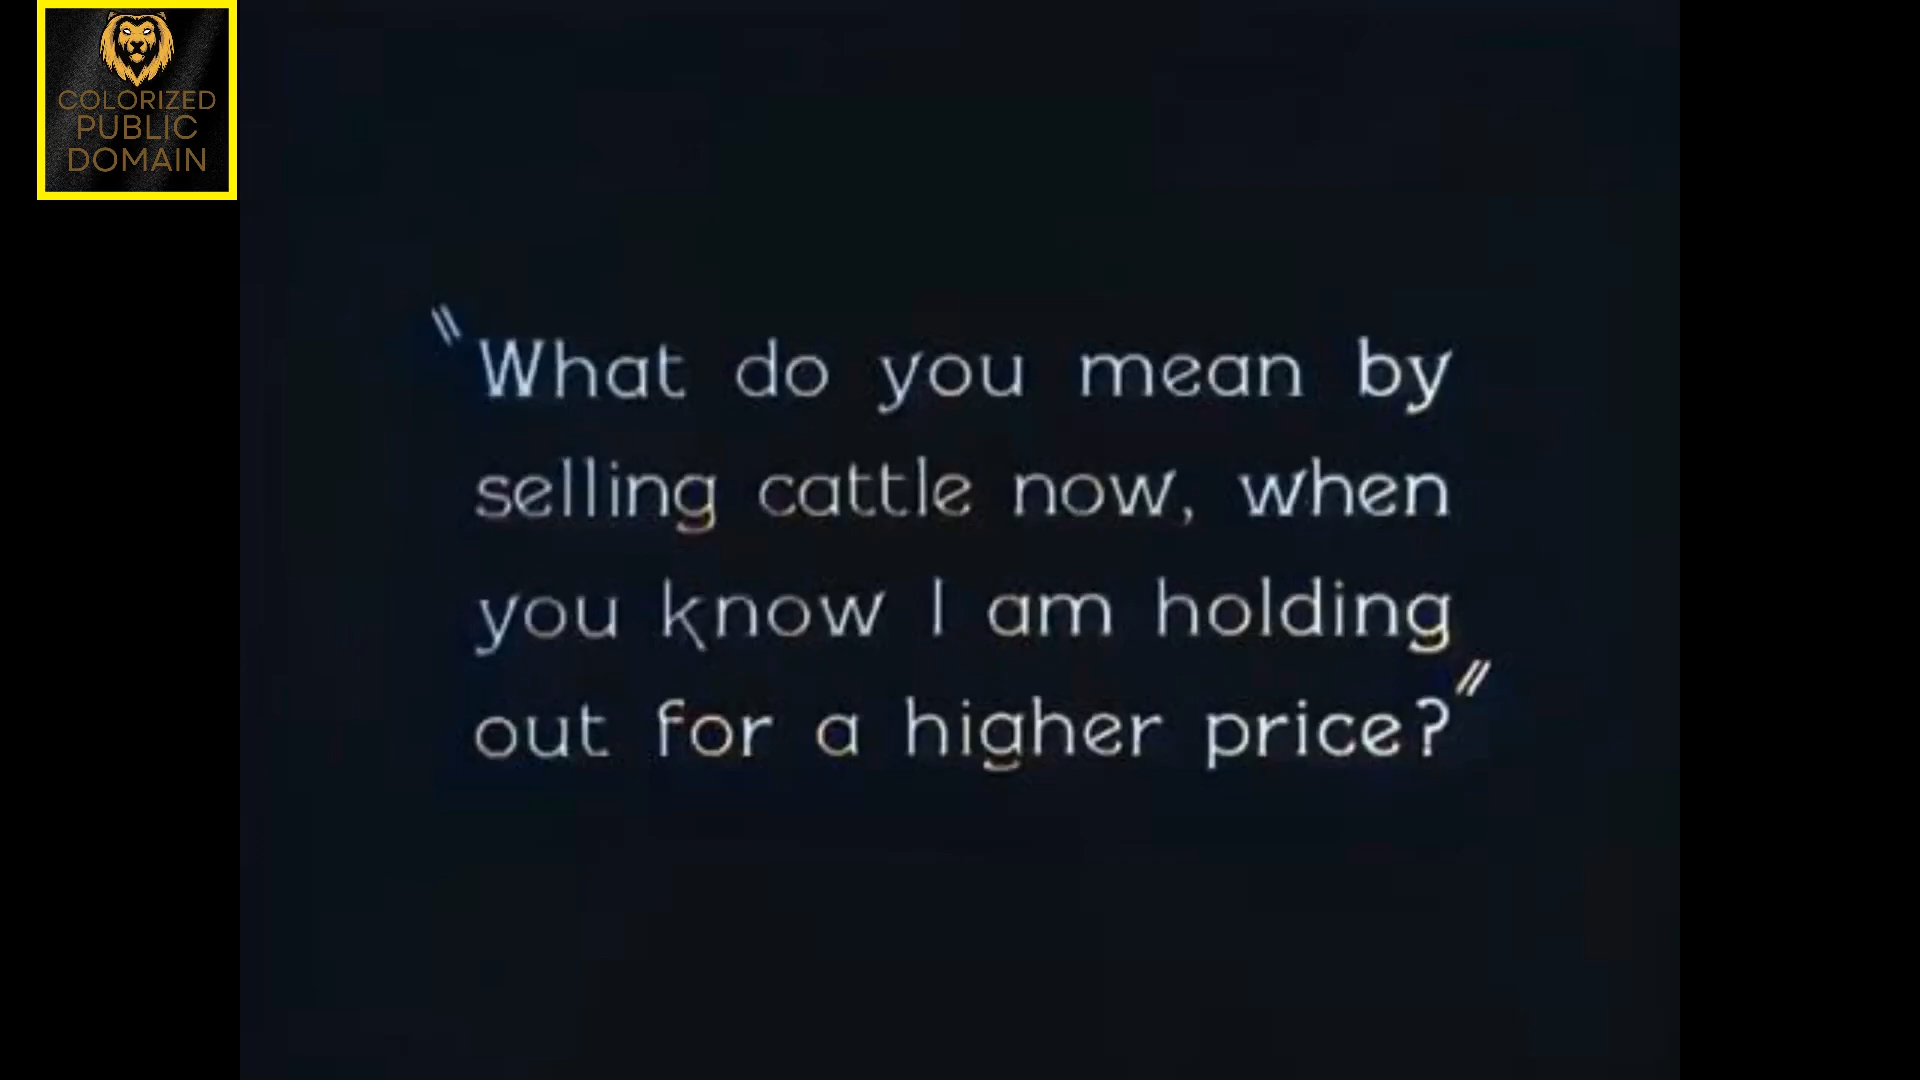 COLORIZED
PUBLIC
DOMAIN
"What do you mean by
selling cattle now, when
you know I am holding
out for a higher price?"